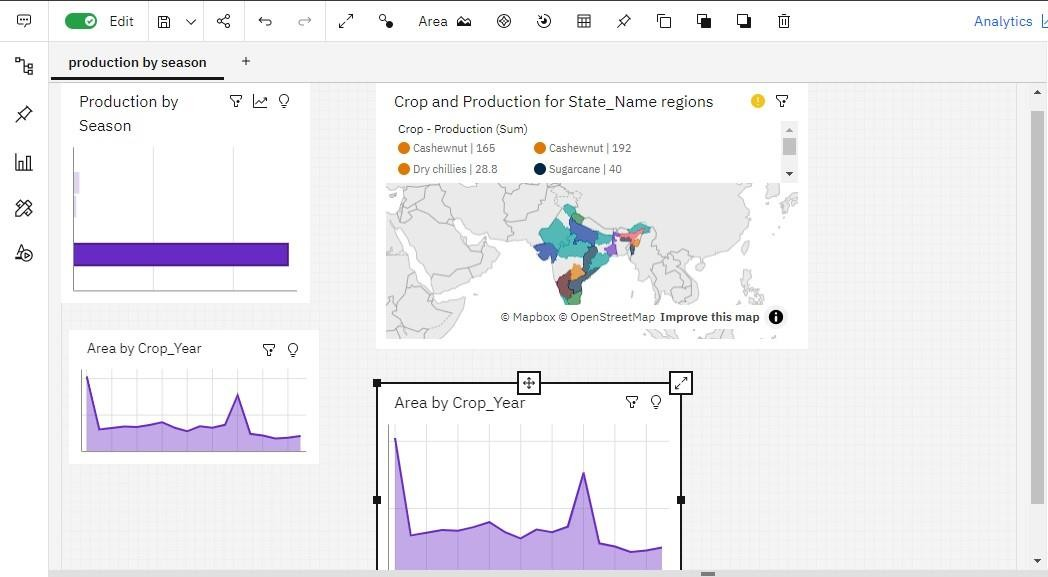 Edit
Area
Analytics
production by season
+
Production by
Season
Crop and Production for State_Name regions
Crop - Production (Sum)
Cashewnut | 165
Cashewnut | 192
Dry chillies | 28.8
Sugarcane | 40
© Mapbox © OpenStreetMap Improve this map
Area by Crop_Year
Area by Crop_Year